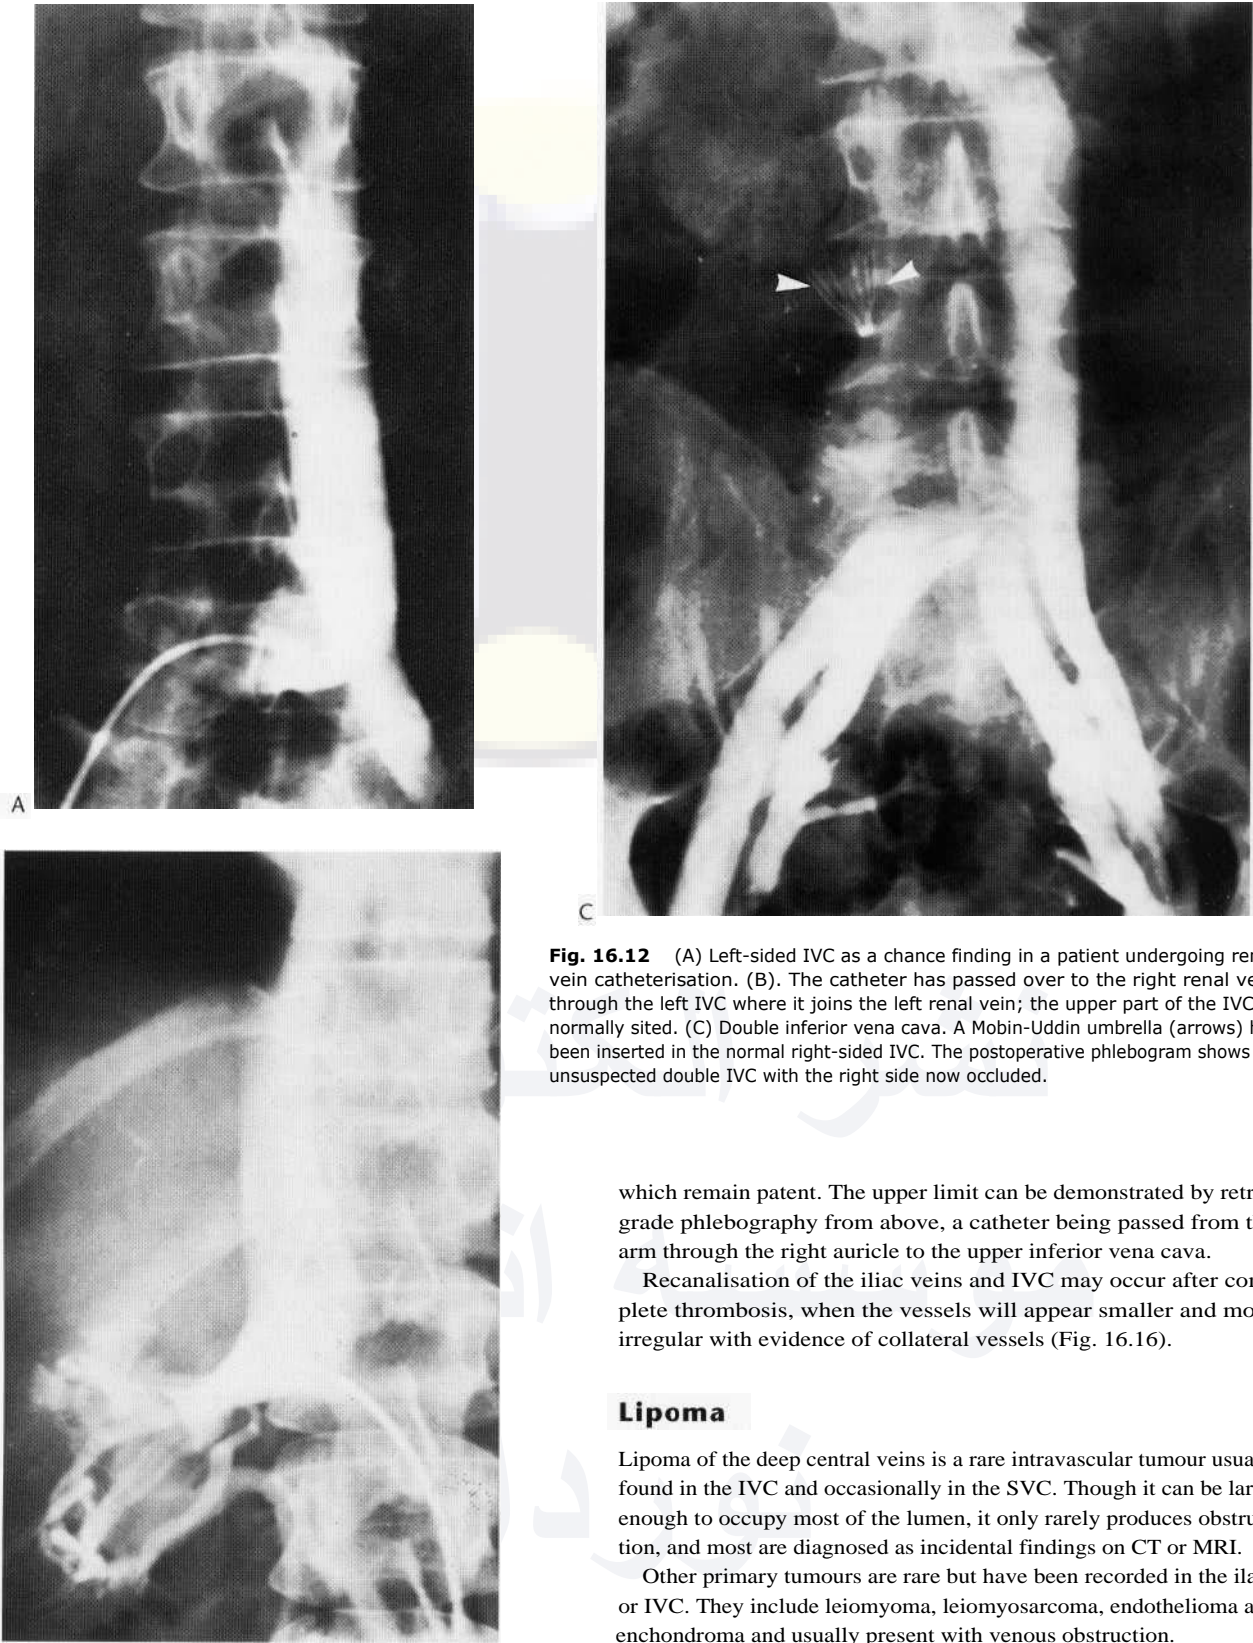 A
C
Fig. 16.12 (A) Left-sided IVC as a chance finding in a patient undergoing ren
vein catheterisation. (B). The catheter has passed over to the right renal ve
through the left IVC where it joins the left renal vein; the upper part of the IVC
normally sited. (C) Double inferior vena cava. A Mobin-Uddin umbrella (arrows) h
been inserted in the normal right-sided IVC. The postoperative phlebogram shows
unsuspected double IVC with the right side now occluded.
which remain patent. The upper limit can be demonstrated by retr
grade phlebography from above, a catheter being passed from t
arm through the right auricle to the upper inferior vena cava.
Recanalisation of the iliac veins and IVC may occur after con
plete thrombosis, when the vessels will appear smaller and mo
irregular with evidence of collateral vessels (Fig. 16.16).
Lipoma
Lipoma of the deep central veins is a rare intravascular tumour usua
found in the IVC and occasionally in the SVC. Though it can be lar
enough to occupy most of the lumen, it only rarely produces obstru
tion, and most are diagnosed as incidental findings on CT or MRI.
Other primary tumours are rare but have been recorded in the ila
or IVC. They include leiomyoma, leiomyosarcoma, endothelioma a
enchondroma and usually present with venous obstruction.